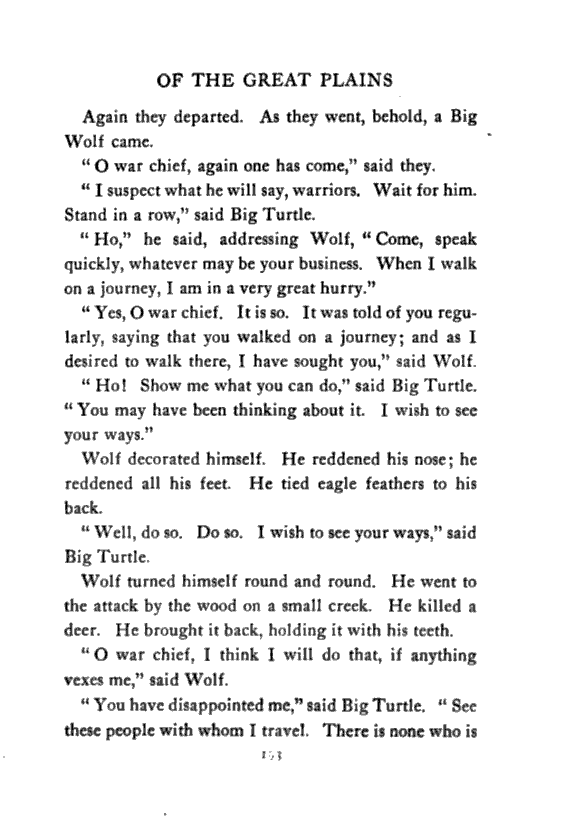 OF THE GREAT PLAINS
Again they departed. As they went, behold, a Big
Wolf came.
“ O war chief, again one has come,” said they.
“ I suspect what he will say, warriors. Wait for him.
Stand in a row,” said Big Turtle.
“ Ho,” he said, addressing Wolf, “ Come, speak
quickly, whatever may be your business. When I walk
on a journey, I am in a very great hurry.”
“ Yes, O war chief. It is so. It was told of you regu-
larly, saying that you walked on a journey; and as I
desired to walk there, I have sought you,” said Wolf.
“ Ho! Show me what you can do,” said Big Turtle.
“ You may have been thinking about it. I wish to see
your ways.”
Wolf decorated himself. He reddened his nose; he
reddened all his feet. He tied eagle feathers to his
back.
“ Well, do so. Do so. I wish to see your ways,” said
Big Turtle.
Wolf turned himself round and round. He went to
the attack by the wood on a small creek. He killed a
deer. He brought it back, holding it with his teeth.
“ O war chief, I think I will do that, if anything
vexes me,” said Wolf.
“ You have disappointed me,” said Big Turtle. “ See
these people with whom I travel. There is none who is